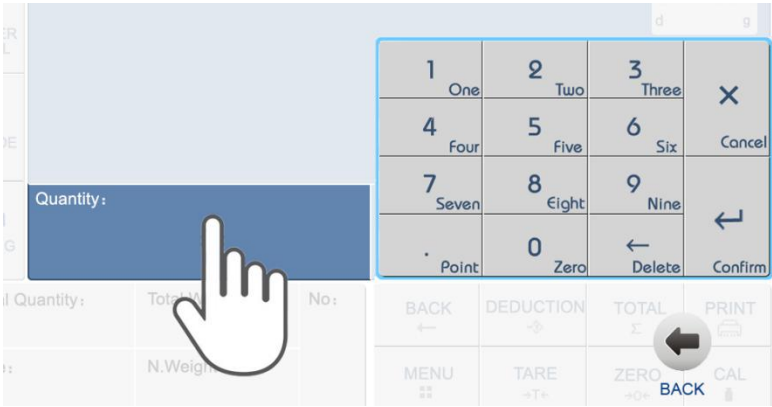 d g
1 2 3
One Two Three
× Cancel
4 5 6
Four Five Six
Quantity:
7 8 9
Seven Eight Nine
. 0 ←
Point Zero Delete
Confirm
Quantity:
No:
BACK DEDUCTION TOTAL PRINT
MENU TARE ZERO CAL
BACK